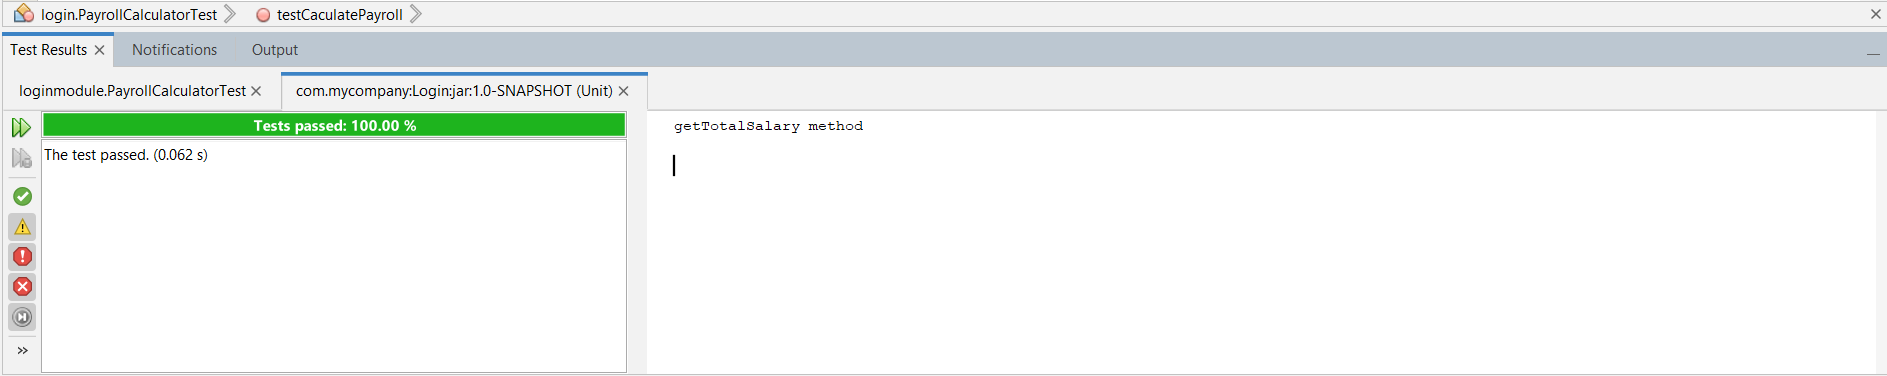 login.PayrollCalculatorTest testCaculatePayroll
Test Results Notifications Output
loginmodule.PayrollCalculatorTest com.mycompany:Login:jar:1.0-SNAPSHOT (Unit)
Tests passed: 100.00 %
The test passed. (0.062 s)
getTotalSalary method